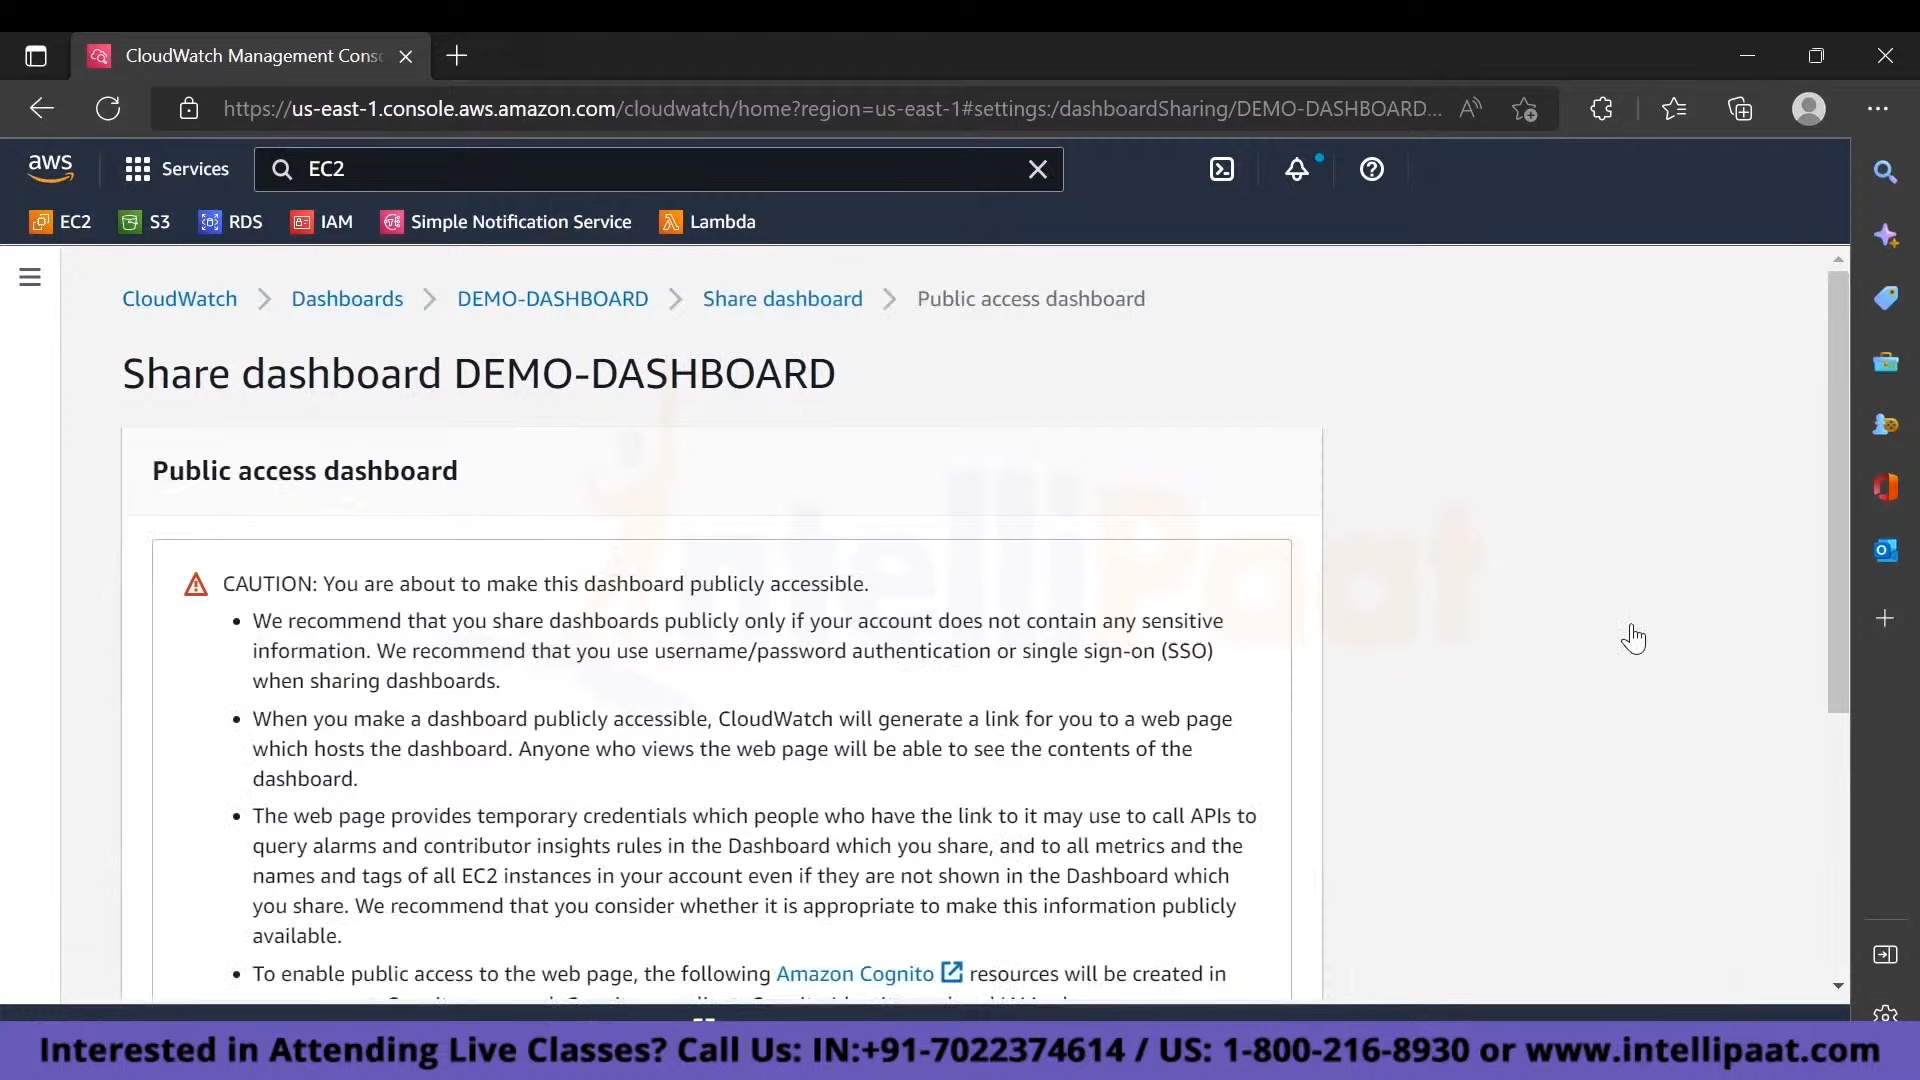 CloudWatch Management Cons
https://us-east-1.console.aws.amazon.com/cloudwatch/home?region=us-east-1#settings:/dashboardSharing/DEMO-DASHBOARD...
aws
Services
EC2
EC2
S3
RDS
IAM
Simple Notification Service
Lambda
CloudWatch
Dashboards
DEMO-DASHBOARD
Share dashboard
Public access dashboard
Share dashboard DEMO-DASHBOARD
Public access dashboard
IntelliPaat
CAUTION: You are about to make this dashboard publicly accessible.
• We recommend that you share dashboards publicly only if your account does not contain any sensitive
information. We recommend that you use username/password authentication or single sign-on (SSO)
when sharing dashboards.
• When you make a dashboard publicly accessible, CloudWatch will generate a link for you to a web page
which hosts the dashboard. Anyone who views the web page will be able to see the contents of the
dashboard.
• The web page provides temporary credentials which people who have the link to it may use to call APIs to
query alarms and contributor insights rules in the Dashboard which you share, and to all metrics and the
names and tags of all EC2 instances in your account even if they are not shown in the Dashboard which
you share. We recommend that you consider whether it is appropriate to make this information publicly
available.
• To enable public access to the web page, the following Amazon Cognito resources will be created in
Interested in Attending Live Classes? Call Us: IN:+91-7022374614 / US: 1-800-216-8930 or www.intellipaat.com